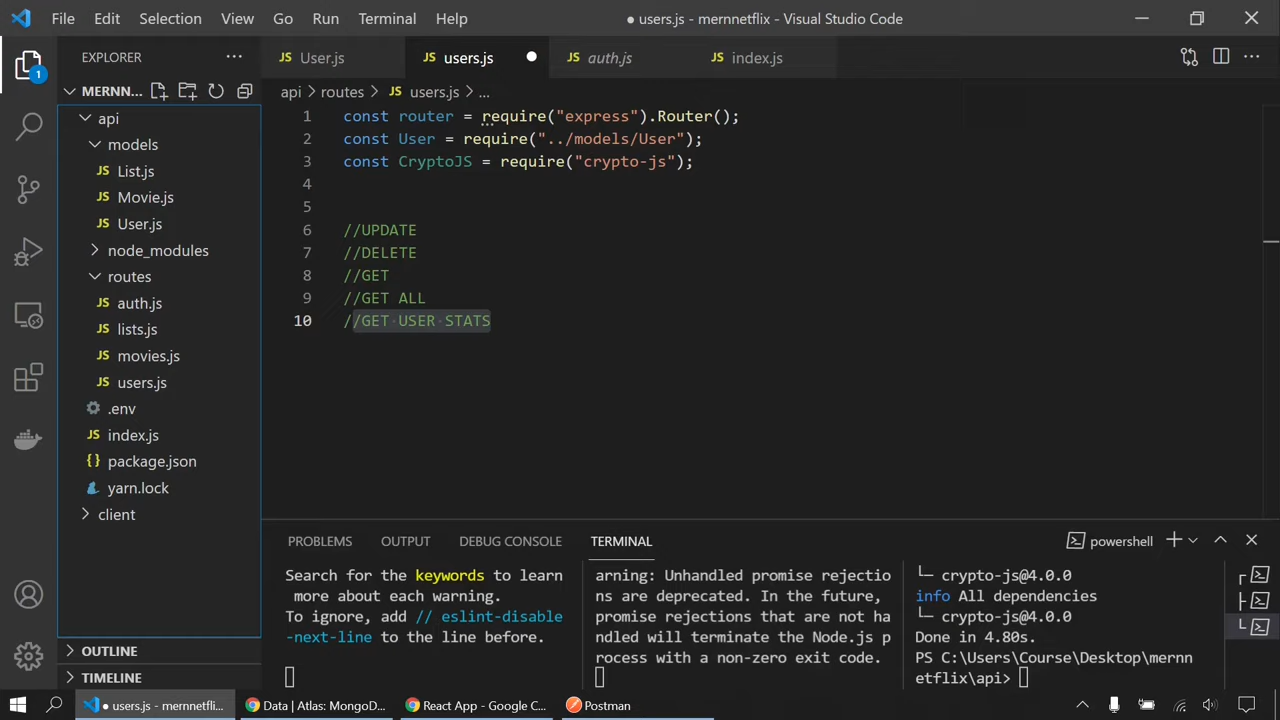 File Edit Selection View Go Run Terminal Help ● users.js - mernnetflix - Visual Studio Code
EXPLORER ···
JS User.js JS users.js JS auth.js JS index.js
1
MERNN...
api > routes > JS users.js > ...
api
models
JS List.js
JS Movie.js
JS User.js
node_modules
routes
JS auth.js
JS lists.js
JS movies.js
JS users.js
.env
JS index.js
{} package.json
yarn.lock
client
OUTLINE
TIMELINE
1 const router = require("express").Router();
2 const User = require("../models/User");
3 const CryptoJS = require("crypto-js");
4
5
6 //UPDATE
7 //DELETE
8 //GET
9 //GET ALL
10 //GET·USER·STATS
PROBLEMS OUTPUT DEBUG CONSOLE TERMINAL powershell
Search for the keywords to learn
more about each warning.
To ignore, add // eslint-disable
-next-line to the line before.
arning: Unhandled promise rejectio
ns are deprecated. In the future,
promise rejections that are not ha
ndled will terminate the Node.js p
rocess with a non-zero exit code.
└─ crypto-js@4.0.0
info All dependencies
└─ crypto-js@4.0.0
Done in 4.80s.
PS C:\Users\Course\Desktop\mernn
etflix\api>
● users.js - mernnetflix... Data | Atlas: MongoD... React App - Google C... Postman